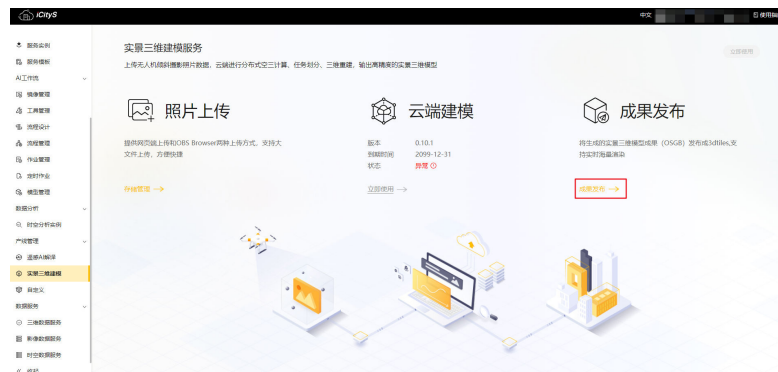 iCityS
中文
使用指
服务实例
服务模板
AI工作流
镜像管理
工具管理
流程设计
流程管理
作业管理
定时作业
模型管理
数据分析
时空分析实例
产线管理
遥感AI解译
实景三维建模
自定义
数据服务
三维数据服务
影像数据服务
时空数据服务
收起
实景三维建模服务
上传无人机倾斜摄影照片数据，云端进行分布式空三计算、任务划分、三维重建，输出高精度的实景三维模型
立即使用
照片上传
提供网页端上传和OBS Browser两种上传方式，支持大
文件上传，方便快捷
存储管理 →
云端建模
版本 0.10.1
到期时间 2099-12-31
状态 异常
立即使用 →
成果发布
将生成的实景三维模型成果（OSGB）发布成3dtiles,支
持实时海量渲染
成果发布 →